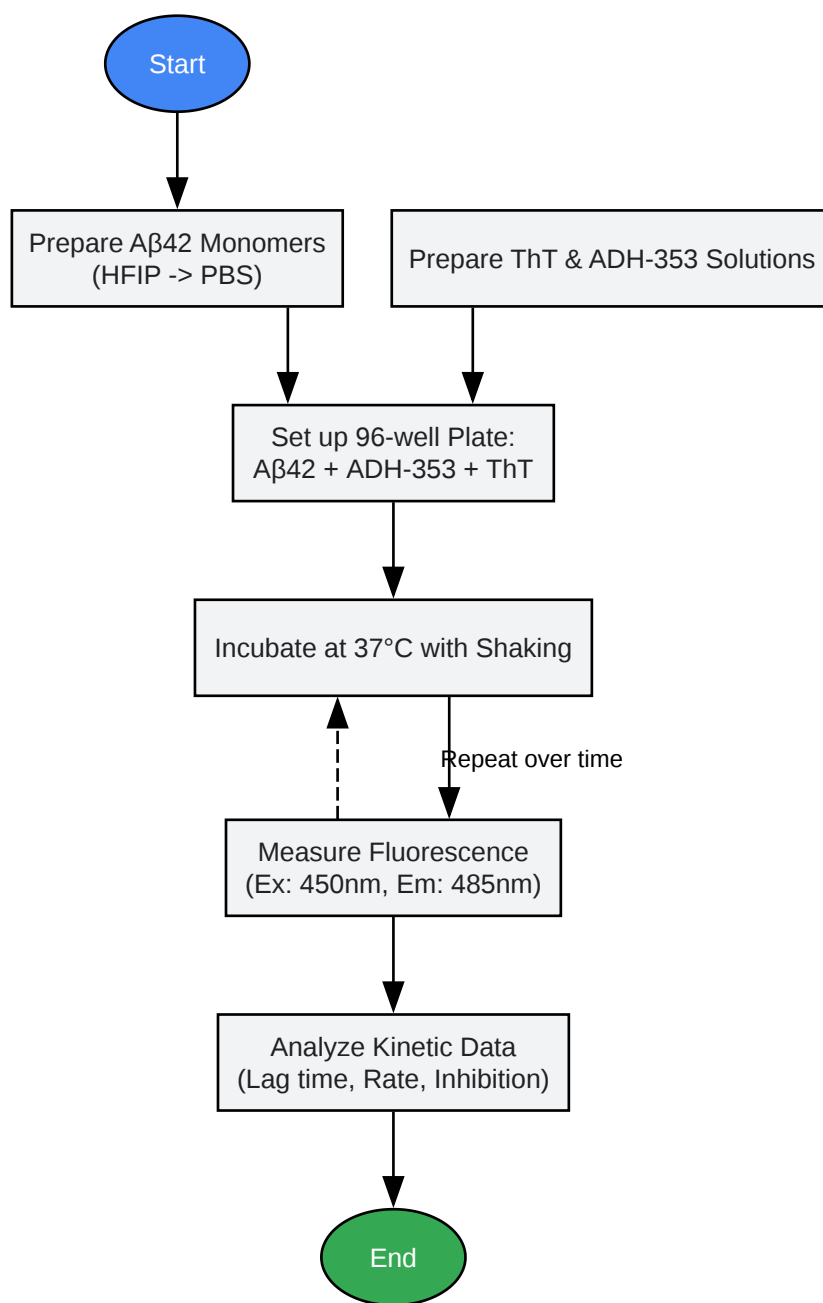 Start
Prepare Aβ42 Monomers
(HFIP -> PBS)
Prepare ThT & ADH-353 Solutions
Set up 96-well Plate:
Aβ42 + ADH-353 + ThT
Incubate at 37°C with Shaking
Repeat over time
Measure Fluorescence
(Ex: 450nm, Em: 485nm)
Analyze Kinetic Data
(Lag time, Rate, Inhibition)
End